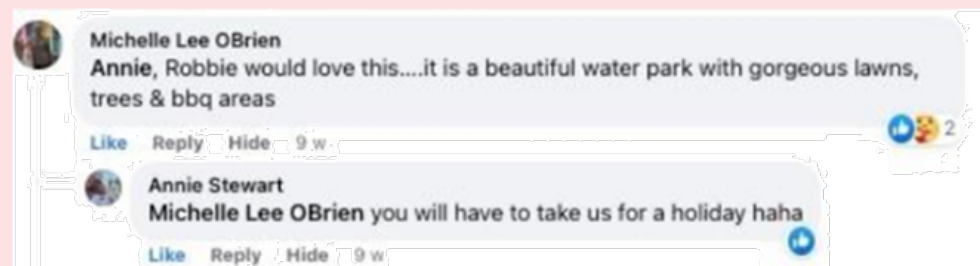 Michelle Lee OBrien
Annie, Robbie would love this....it is a beautiful water park with gorgeous lawns,
trees & bbq areas
Like Reply Hide 9 w
2
Annie Stewart
Michelle Lee OBrien you will have to take us for a holiday haha
Like Reply Hide 9 w